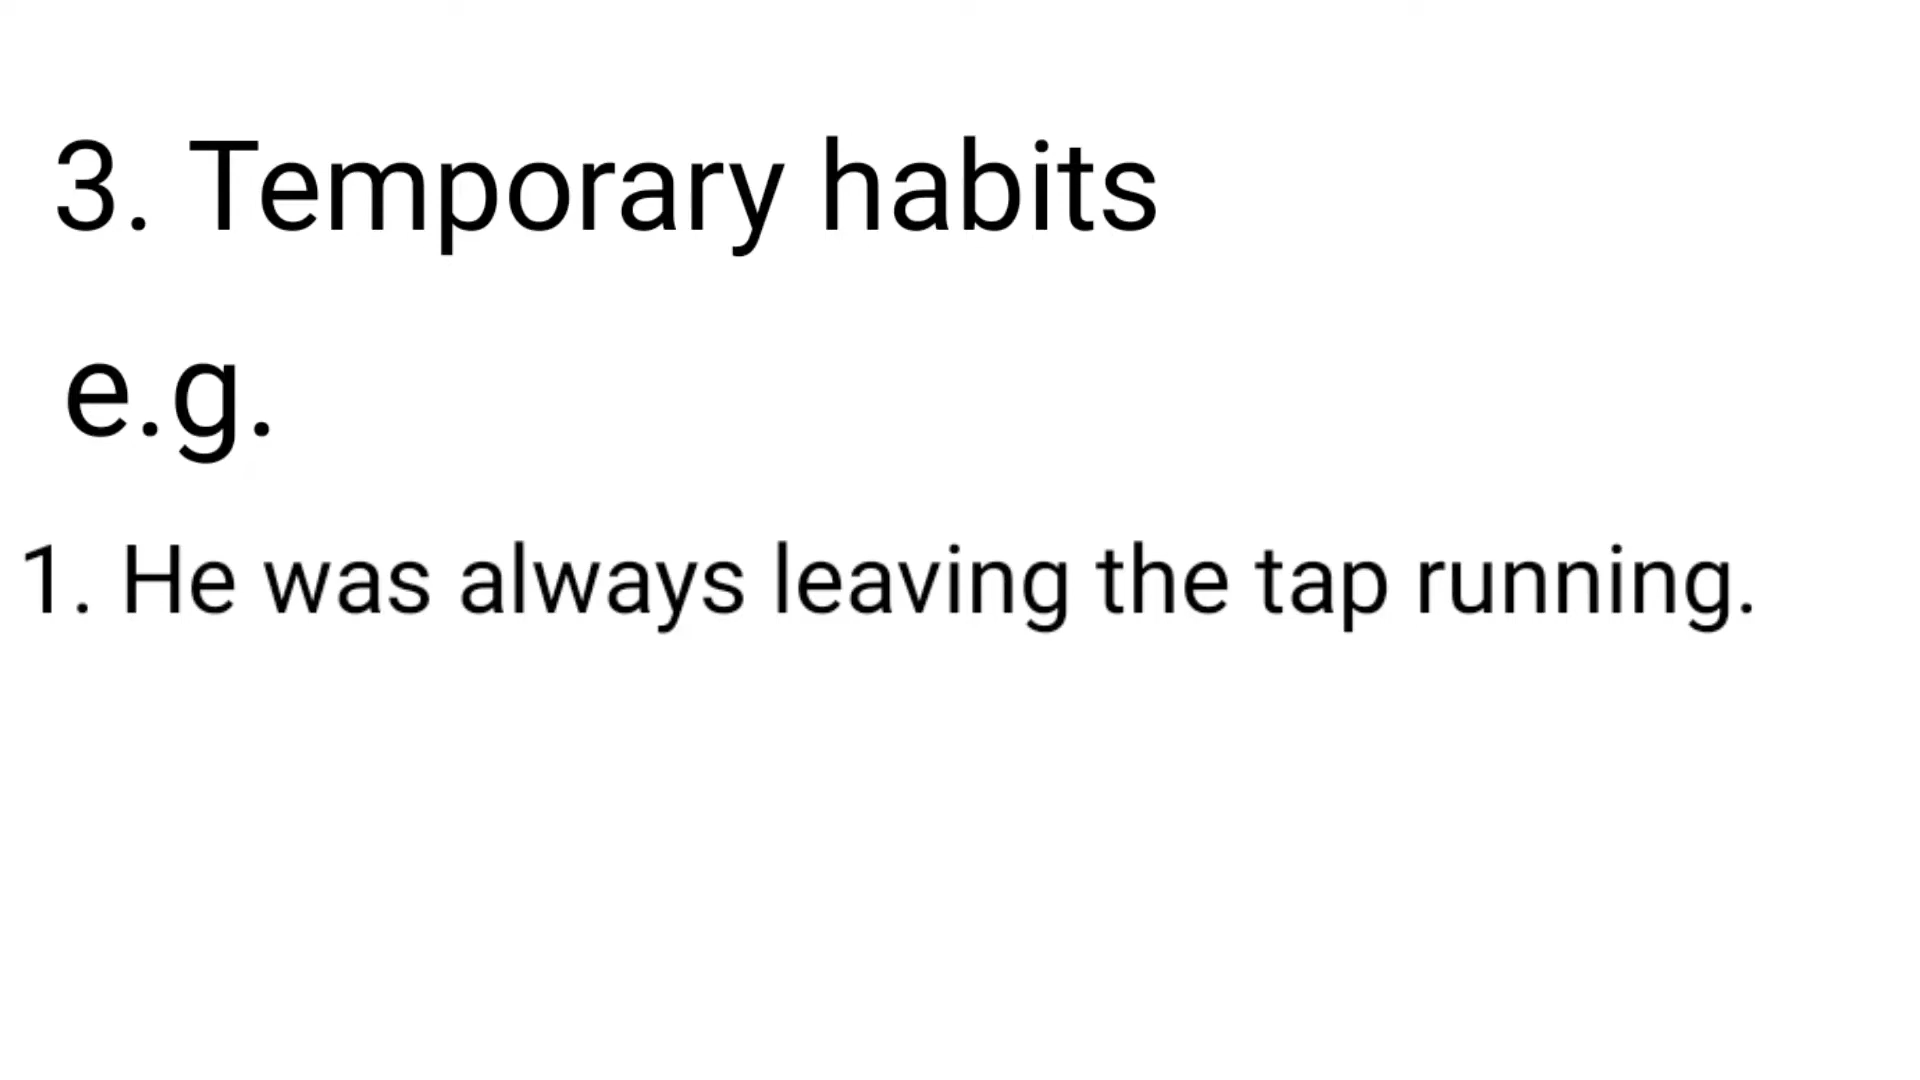 3. Temporary habits
e.g.
1. He was always leaving the tap running.